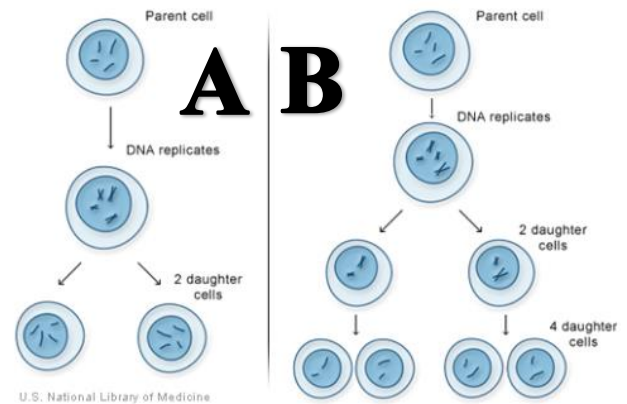 Parent cell
A
DNA replicates
2 daughter
cells
U.S. National Library of Medicine
B
Parent cell
DNA replicates
2 daughter
cells
4 daughter
cells